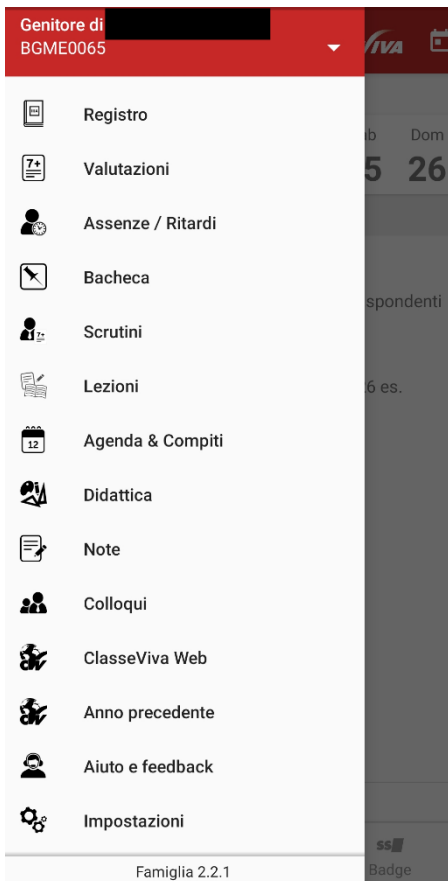 Genitore di
BGME0065
VIVA
Registro
Valutazioni
Assenze / Ritardi
Bacheca
Scrutini
Lezioni
Agenda & Compiti
Didattica
Note
Colloqui
ClasseViva Web
Anno precedente
Aiuto e feedback
Impostazioni
Famiglia 2.2.1
Dom
26
spondenti
6 es.
Badge